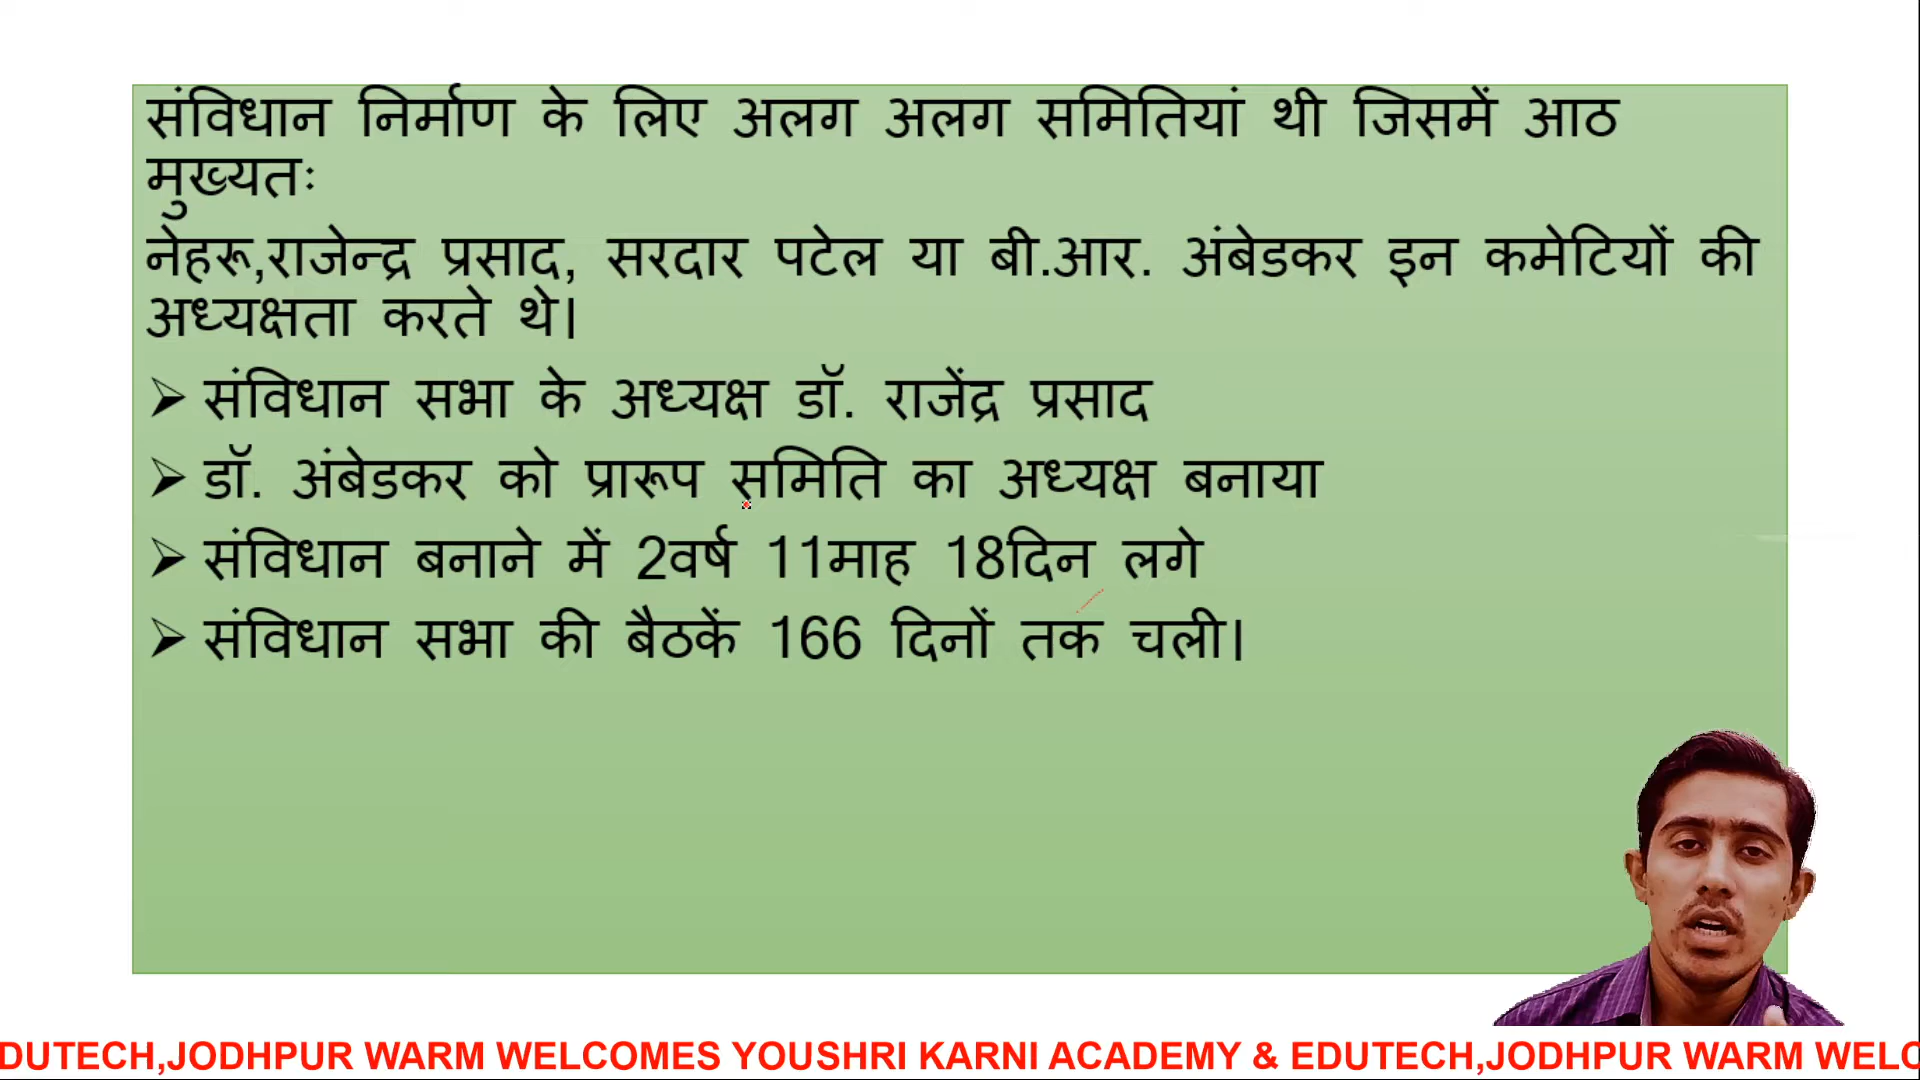 संविधान निर्माण के लिए अलग अलग समितियां थी जिसमें आठ
मुख्यतः
नेहरू,राजेन्द्र प्रसाद, सरदार पटेल या बी.आर. अंबेडकर इन कमेटियों की
अध्यक्षता करते थे।
➢ संविधान सभा के अध्यक्ष डॉ. राजेंद्र प्रसाद
➢ डॉ. अंबेडकर को प्रारूप समिति का अध्यक्ष बनाया
➢ संविधान बनाने में 2वर्ष 11माह 18दिन लगे
➢ संविधान सभा की बैठकें 166 दिनों तक चली।
DUTECH,JODHPUR WARM WELCOMES YOU SHRI KARNI ACADEMY & EDUTECH,JODHPUR WARM WELC